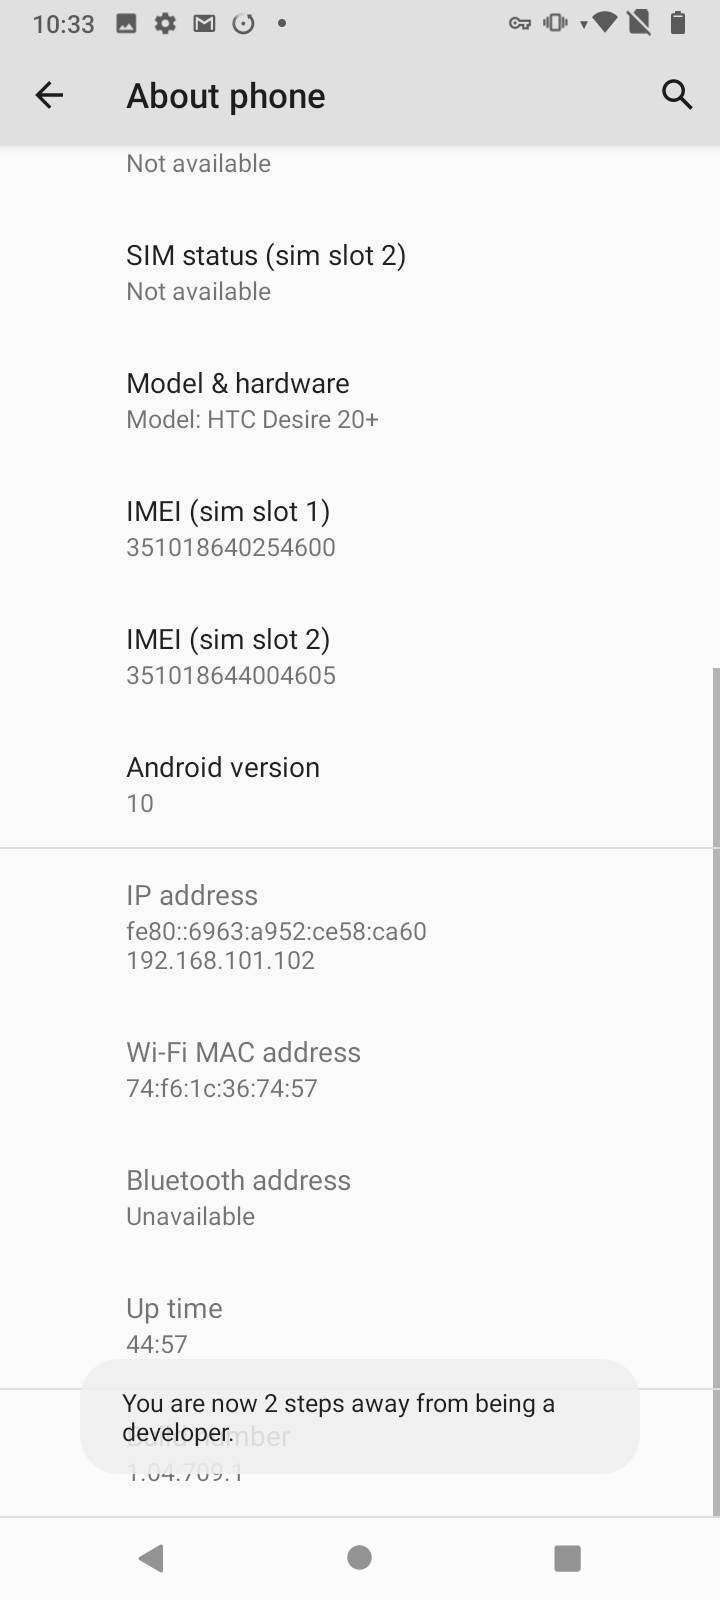 10:33
About phone
Not available
SIM status (sim slot 2)
Not available
Model & hardware
Model: HTC Desire 20+
IMEI (sim slot 1)
351018640254600
IMEI (sim slot 2)
351018644004605
Android version
10
IP address
fe80::6963:a952:ce58:ca60
192.168.101.102
Wi-Fi MAC address
74:f6:1c:36:74:57
Bluetooth address
Unavailable
Up time
44:57
You are now 2 steps away from being a
developer.
Build number
1.04.709.1